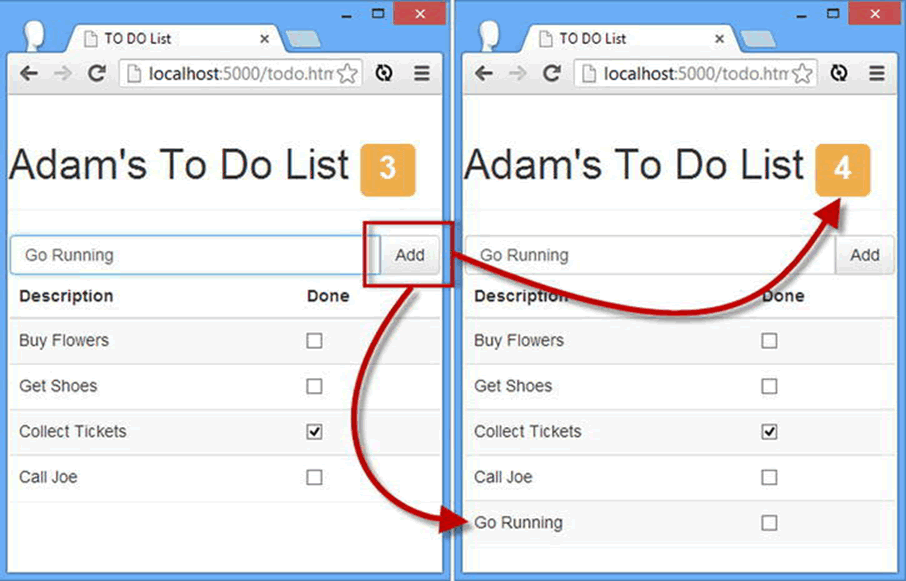 TO DO List
localhost:5000/todo.htm
Adam's To Do List 3
Go Running Add
Description Done
Buy Flowers
Get Shoes
Collect Tickets
Call Joe
TO DO List
localhost:5000/todo.htm
Adam's To Do List 4
Go Running Add
Description Done
Buy Flowers
Get Shoes
Collect Tickets
Call Joe
Go Running